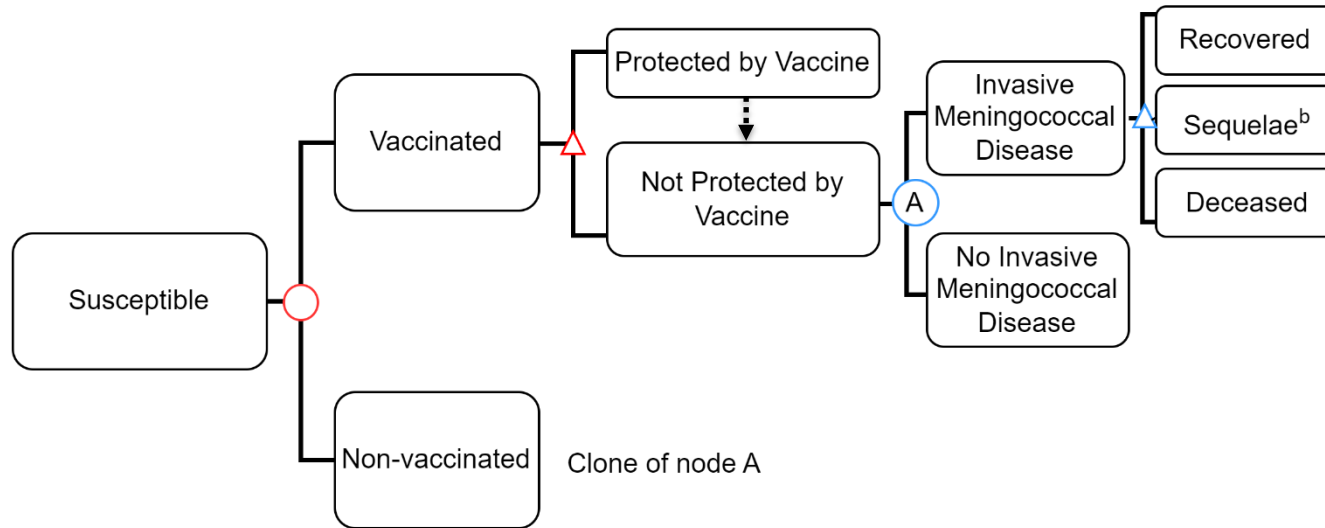 Susceptible
Vaccinated
Non-vaccinated
Clone of node A
Protected by Vaccine
Not Protected by
Vaccine
A
Invasive
Meningococcal
Disease
No Invasive
Meningococcal
Disease
Recovered
Sequelaeᵇ
Deceased